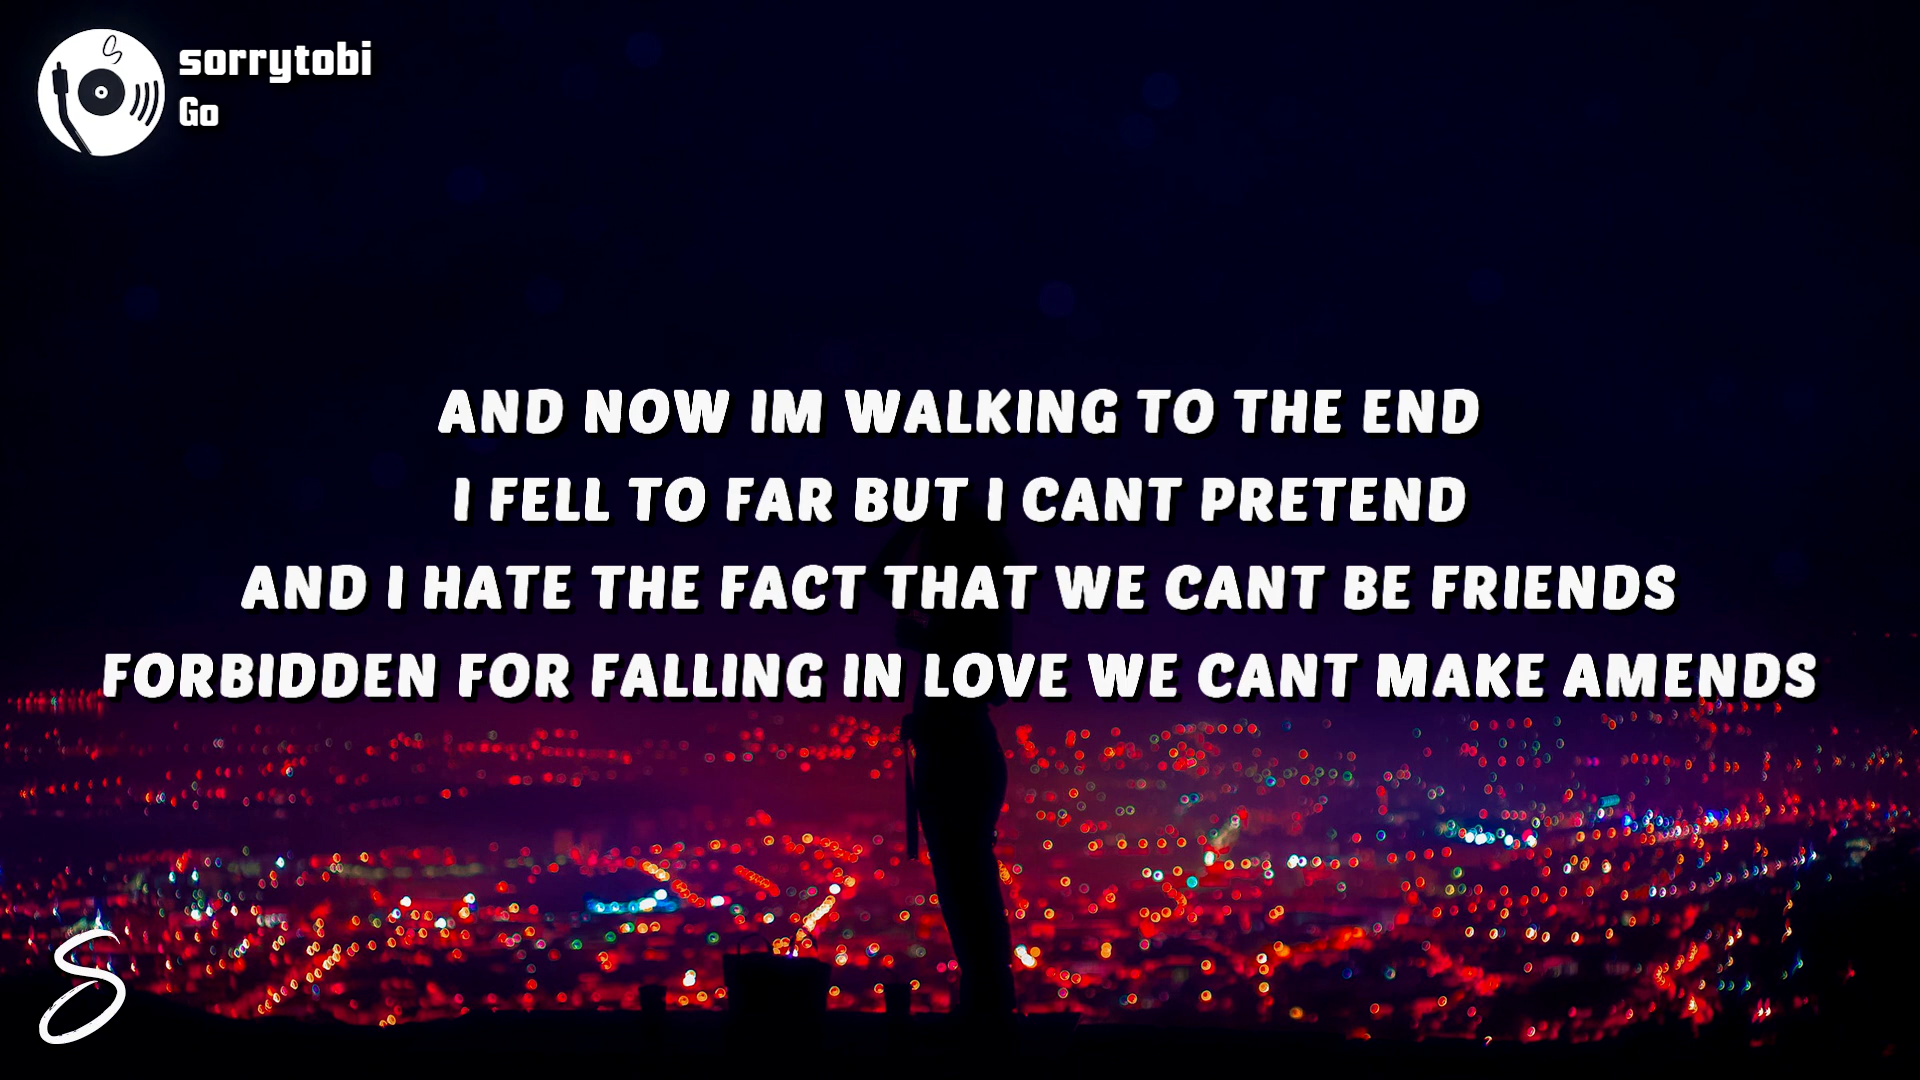 sorrytobi
Go
AND NOW IM WALKING TO THE END
I FELL TO FAR BUT I CANT PRETEND
AND I HATE THE FACT THAT WE CANT BE FRIENDS
FORBIDDEN FOR FALLING IN LOVE WE CANT MAKE AMENDS
S